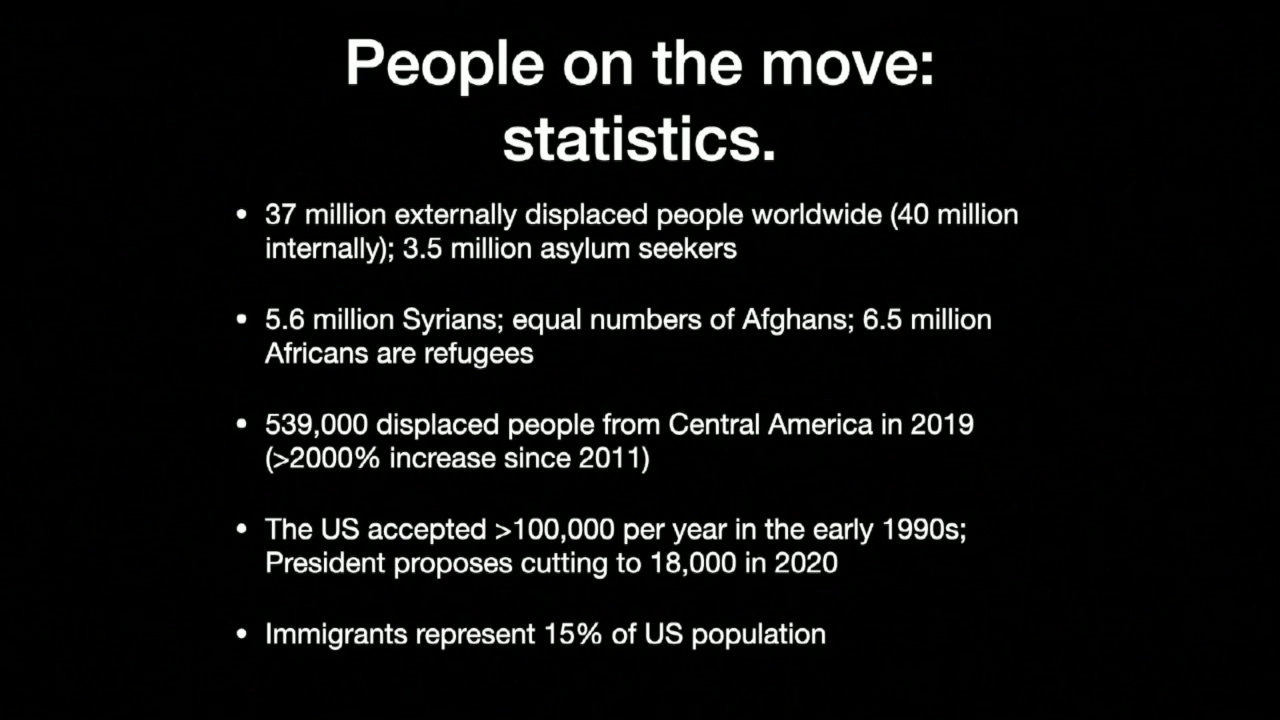 People on the move:
statistics.
• 37 million externally displaced people worldwide (40 million
internally); 3.5 million asylum seekers
• 5.6 million Syrians; equal numbers of Afghans; 6.5 million
Africans are refugees
• 539,000 displaced people from Central America in 2019
(>2000% increase since 2011)
• The US accepted >100,000 per year in the early 1990s;
President proposes cutting to 18,000 in 2020
• Immigrants represent 15% of US population